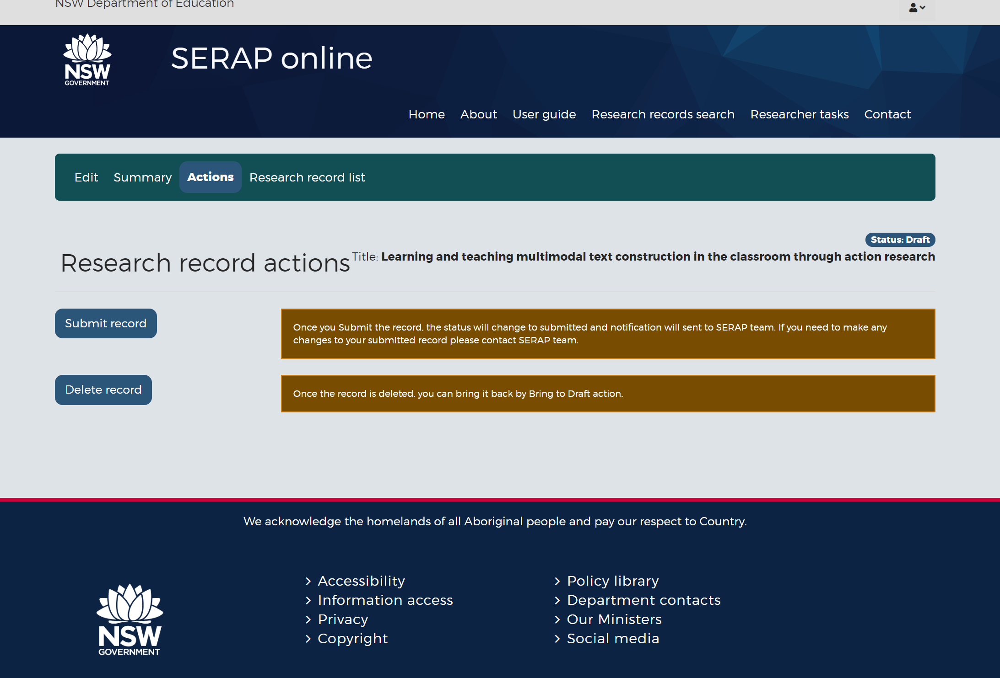 NSW Department of Education
NSW
GOVERNMENT
SERAP online
Home About User guide Research records search Researcher tasks Contact
Edit Summary Actions Research record list
Status: Draft
Research record actions
Title: Learning and teaching multimodal text construction in the classroom through action research
Submit record
Once you Submit the record, the status will change to submitted and notification will sent to SERAP team. If you need to make any
changes to your submitted record please contact SERAP team.
Delete record
Once the record is deleted, you can bring it back by Bring to Draft action.
We acknowledge the homelands of all Aboriginal people and pay our respect to Country.
NSW
GOVERNMENT
Accessibility
Information access
Privacy
Copyright
Policy library
Department contacts
Our Ministers
Social media